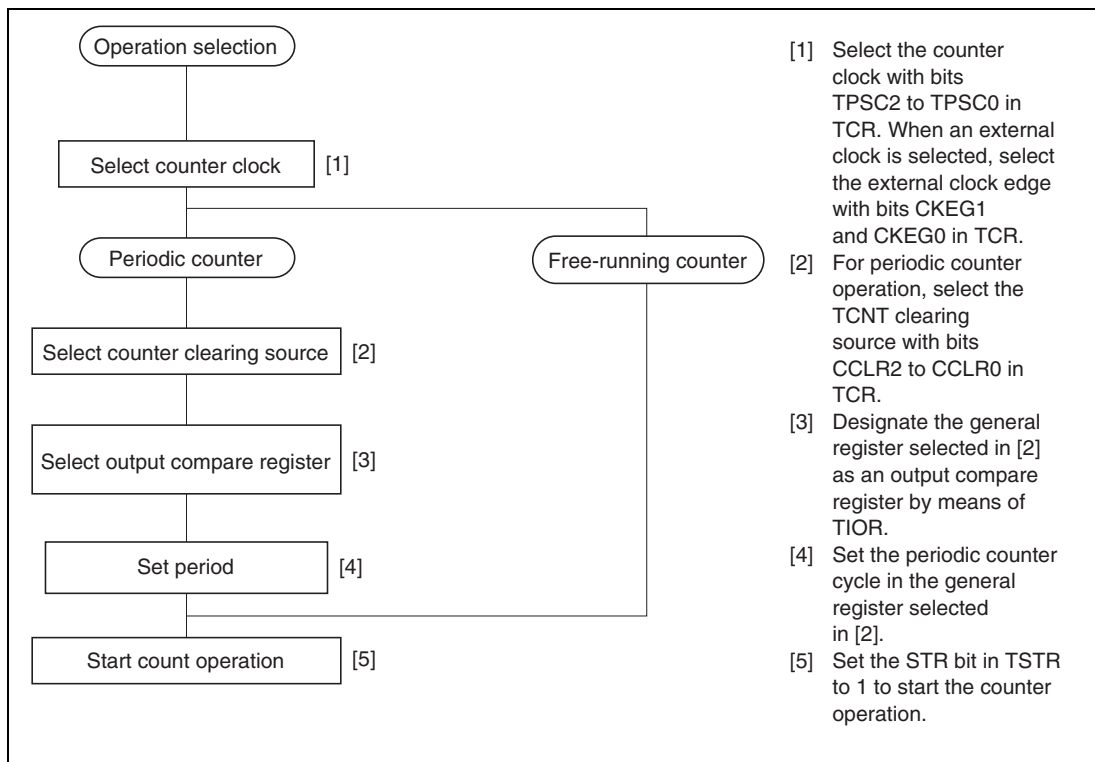 Operation selection
Select counter clock [1]
Periodic counter
Free-running counter
Select counter clearing source [2]
Select output compare register [3]
Set period [4]
Start count operation [5]
[1] Select the counter
clock with bits
TPSC2 to TPSC0 in
TCR. When an external
clock is selected, select
the external clock edge
with bits CKEG1
and CKEG0 in TCR.
[2] For periodic counter
operation, select the
TCNT clearing
source with bits
CCLR2 to CCLR0 in
TCR.
[3] Designate the general
register selected in [2]
as an output compare
register by means of
TIOR.
[4] Set the periodic counter
cycle in the general
register selected
in [2].
[5] Set the STR bit in TSTR
to 1 to start the counter
operation.